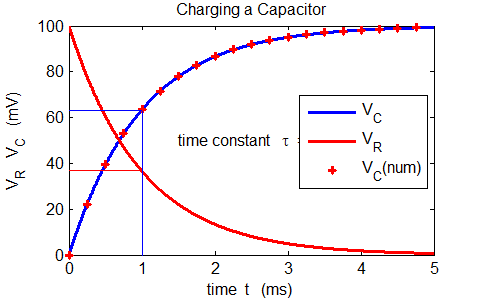 Charging a Capacitor
V_R V_C (mV)
100
80
60
40
20
0
time constant τ =
V_C
V_R
V_C(num)
0 1 2 3 4 5
time t (ms)